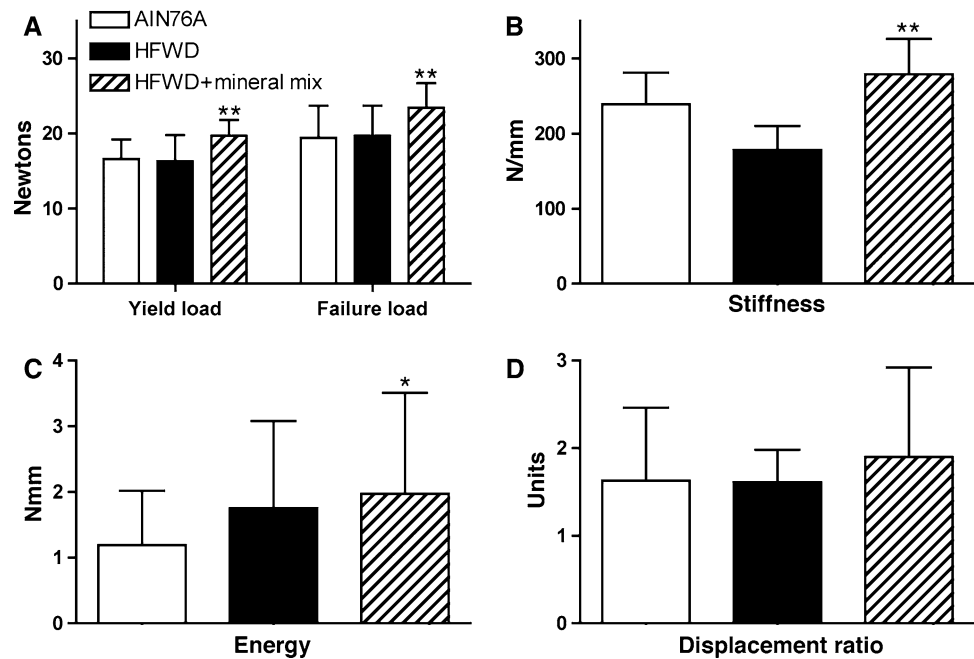 A
AIN76A
HFWD
HFWD+mineral mix
Newtons
30
20
10
0
**
**
Yield load
Failure load
B
N/mm
300
200
100
0
**
Stiffness
C
Nmm
4
3
2
1
0
*
Energy
D
Units
3
2
1
0
Displacement ratio